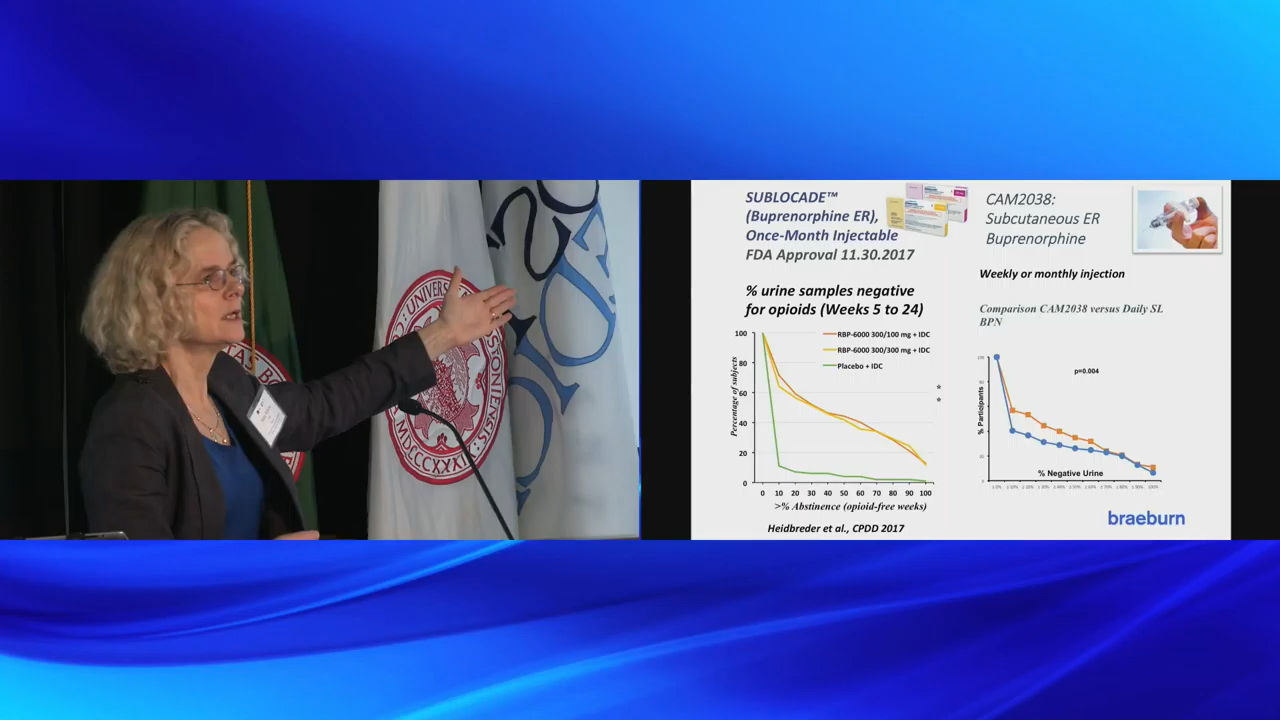 SUBLOCADE™
(Buprenorphine ER),
Once-Month Injectable
FDA Approval 11.30.2017
% urine samples negative
for opioids (Weeks 5 to 24)
RBP-6000 300/100 mg + IDC
RBP-6000 300/300 mg + IDC
Placebo + IDC
Percentage of subjects
100
80
60
40
20
0
0 10 20 30 40 50 60 70 80 90 100
>% Abstinence (opioid-free weeks)
Heidbreder et al., CPDD 2017
*
*
CAM2038:
Subcutaneous ER
Buprenorphine
Weekly or monthly injection
Comparison CAM2038 versus Daily SL
BPN
p=0.004
% Participants
% Negative Urine
braeburn
UNIVERS
STONIENSIS
MDCCCXXXIX